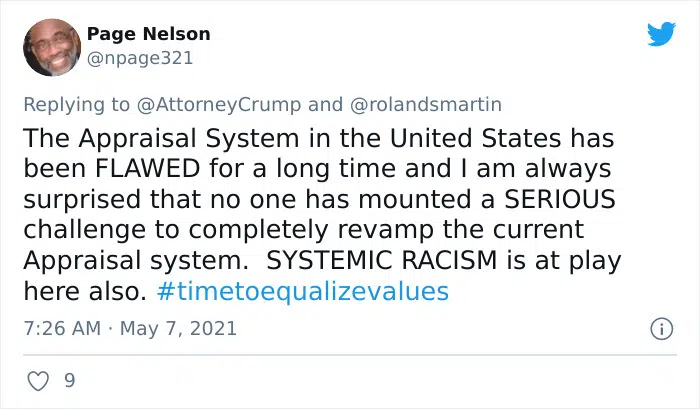 Page Nelson
@npage321
Replying to @AttorneyCrump and @rolandsmartin
The Appraisal System in the United States has
been FLAWED for a long time and I am always
surprised that no one has mounted a SERIOUS
challenge to completely revamp the current
Appraisal system.  SYSTEMIC RACISM is at play
here also. #timetoequalizevalues
7:26 AM · May 7, 2021
9